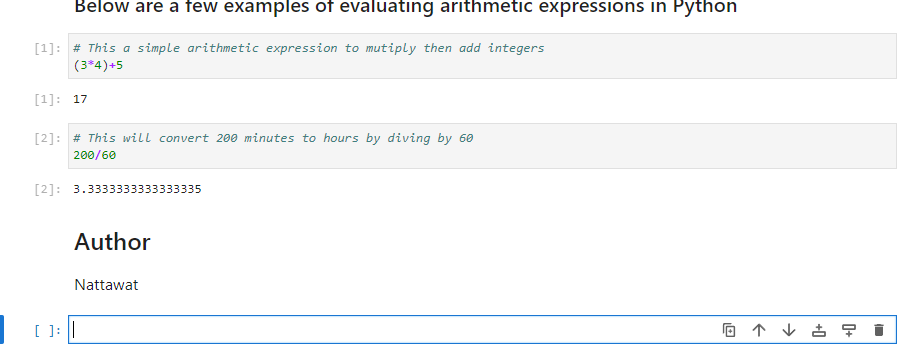 Below are a few examples of evaluating arithmetic expressions in Python
[1]: # This a simple arithmetic expression to mutiply then add integers
(3*4)+5
[1]: 17
[2]: # This will convert 200 minutes to hours by diving by 60
200/60
[2]: 3.3333333333333335
Author
Nattawat
[ ]: